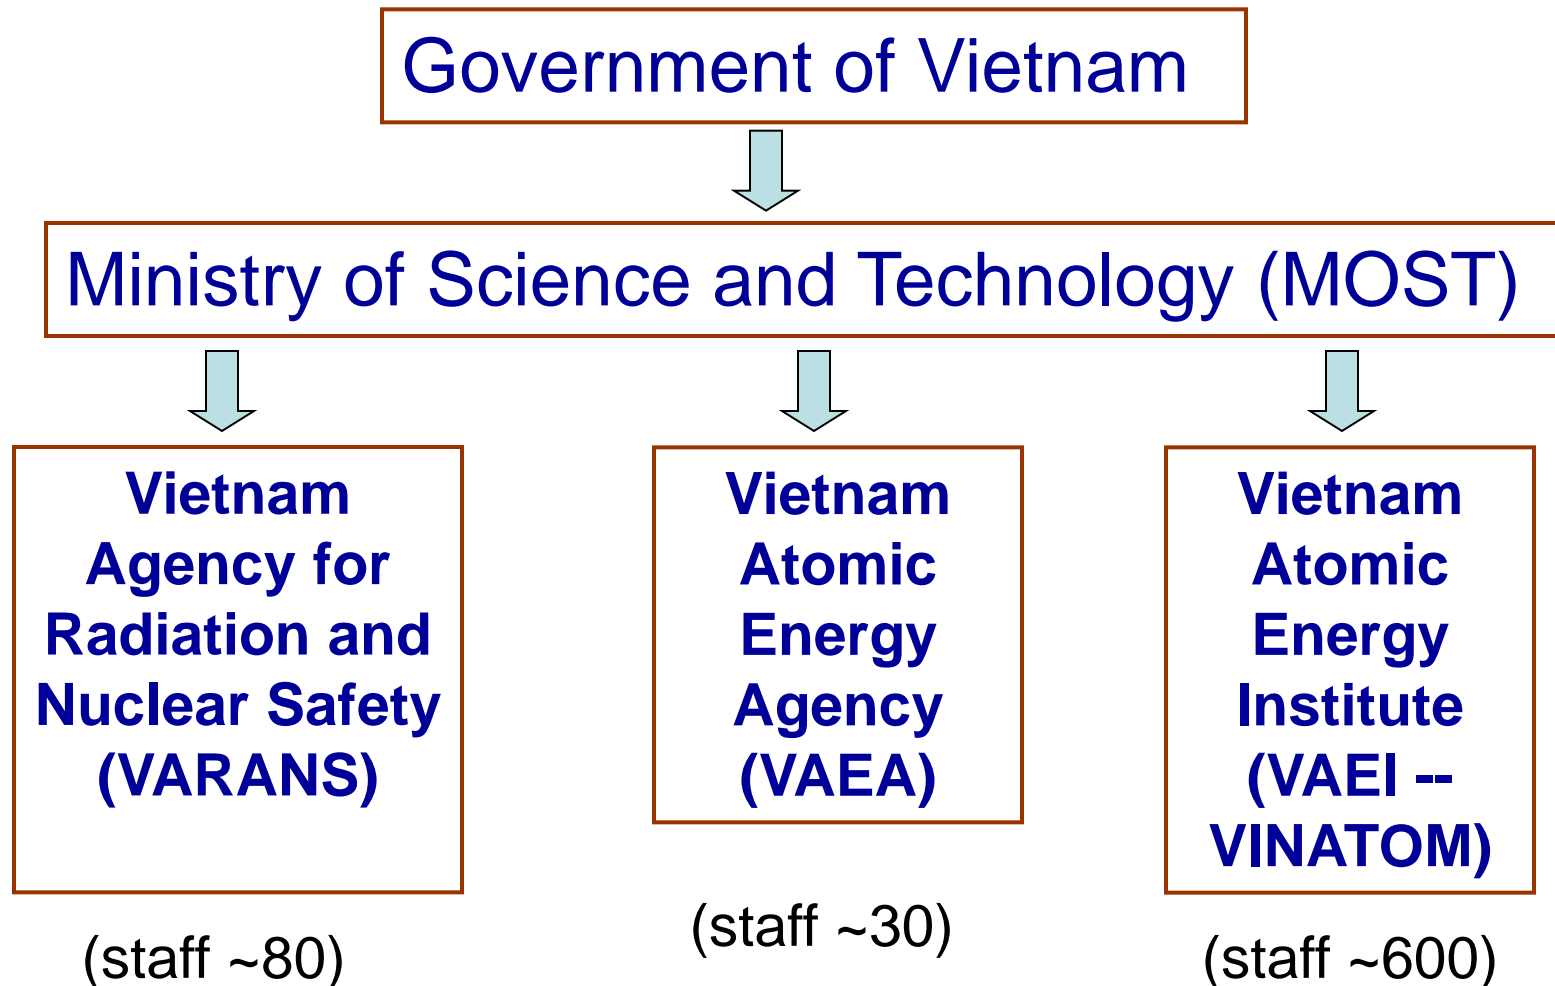 Government of Vietnam
Ministry of Science and Technology (MOST)
Vietnam
Agency for
Radiation and
Nuclear Safety
(VARANS)
(staff ~80)
Vietnam
Atomic
Energy
Agency
(VAEA)
(staff ~30)
Vietnam
Atomic
Energy
Institute
(VAEI --
VINATOM)
(staff ~600)